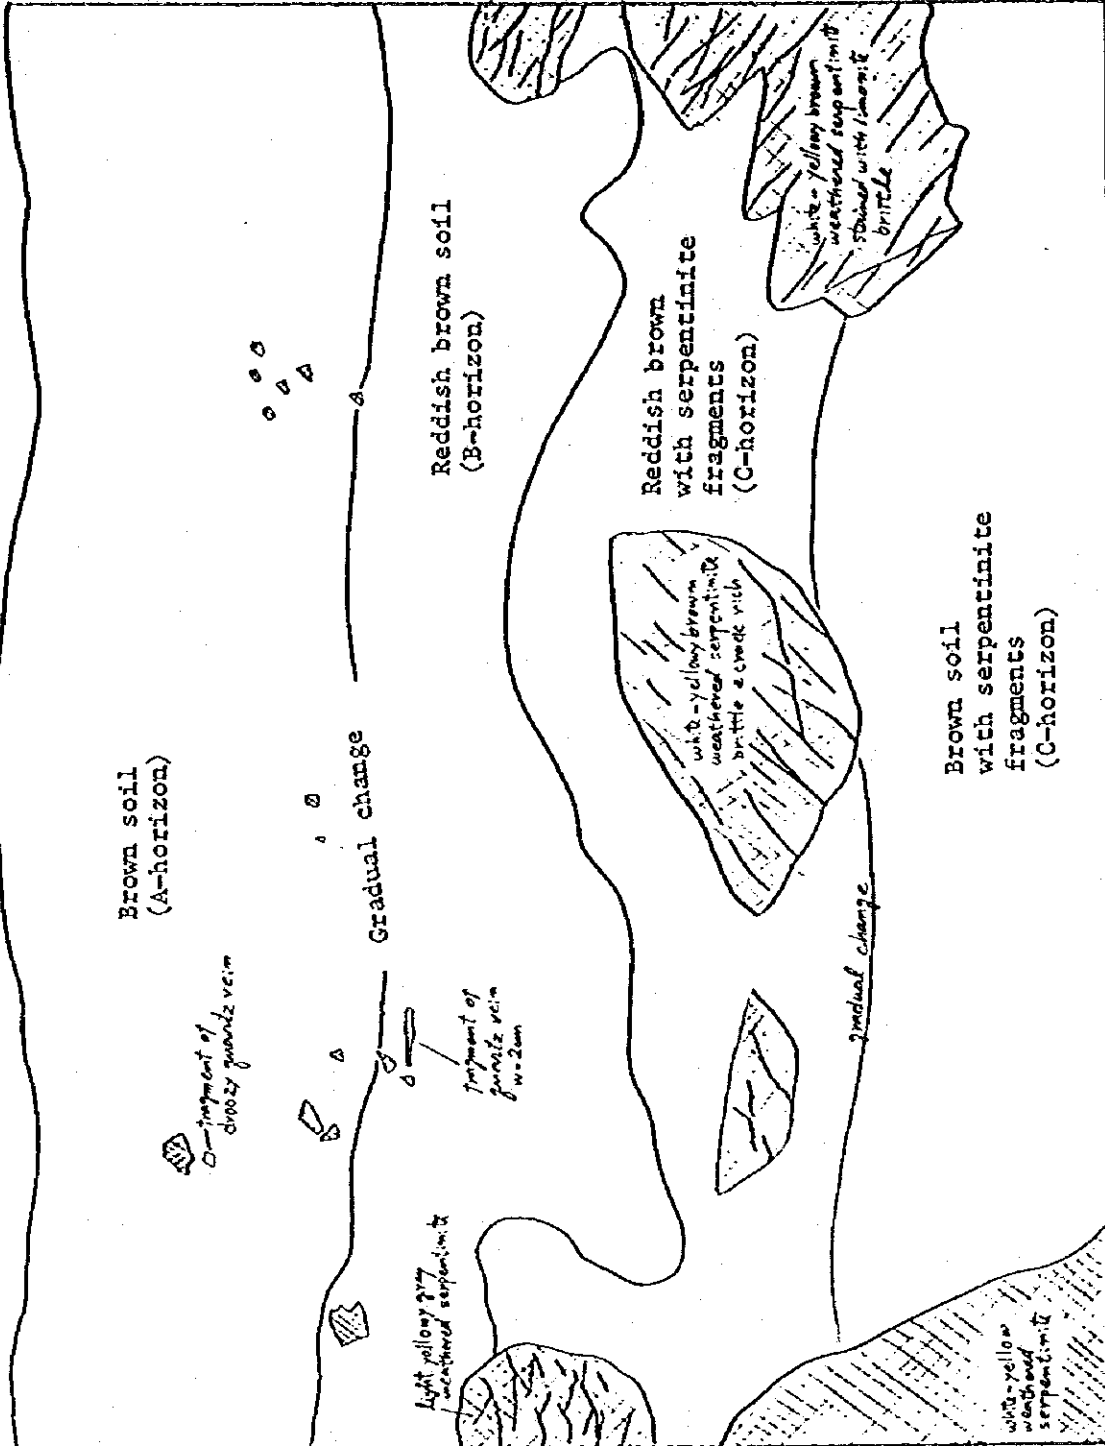 Brown soil
(A-horizon)
fragment of
droozy quartz vein
Gradual change
Reddish brown soil
(B-horizon)
fragment of
quartz vein
w=2cm
light yellowy gray
weathered serpentinite
Reddish brown
with serpentinite
fragments
(C-horizon)
white-yellowy brown
weathered serpentinite
brittle & crack rich
white-yellowy brown
weathered serpentinite
stained with limonite
brittle
gradual change
Brown soil
with serpentinite
fragments
(C-horizon)
white-yellow
weathered
serpentinite